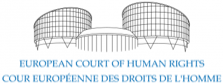 EUROPEAN COURT OF HUMAN RIGHTS
COUR EUROPÉENNE DES DROITS DE L'HOMME